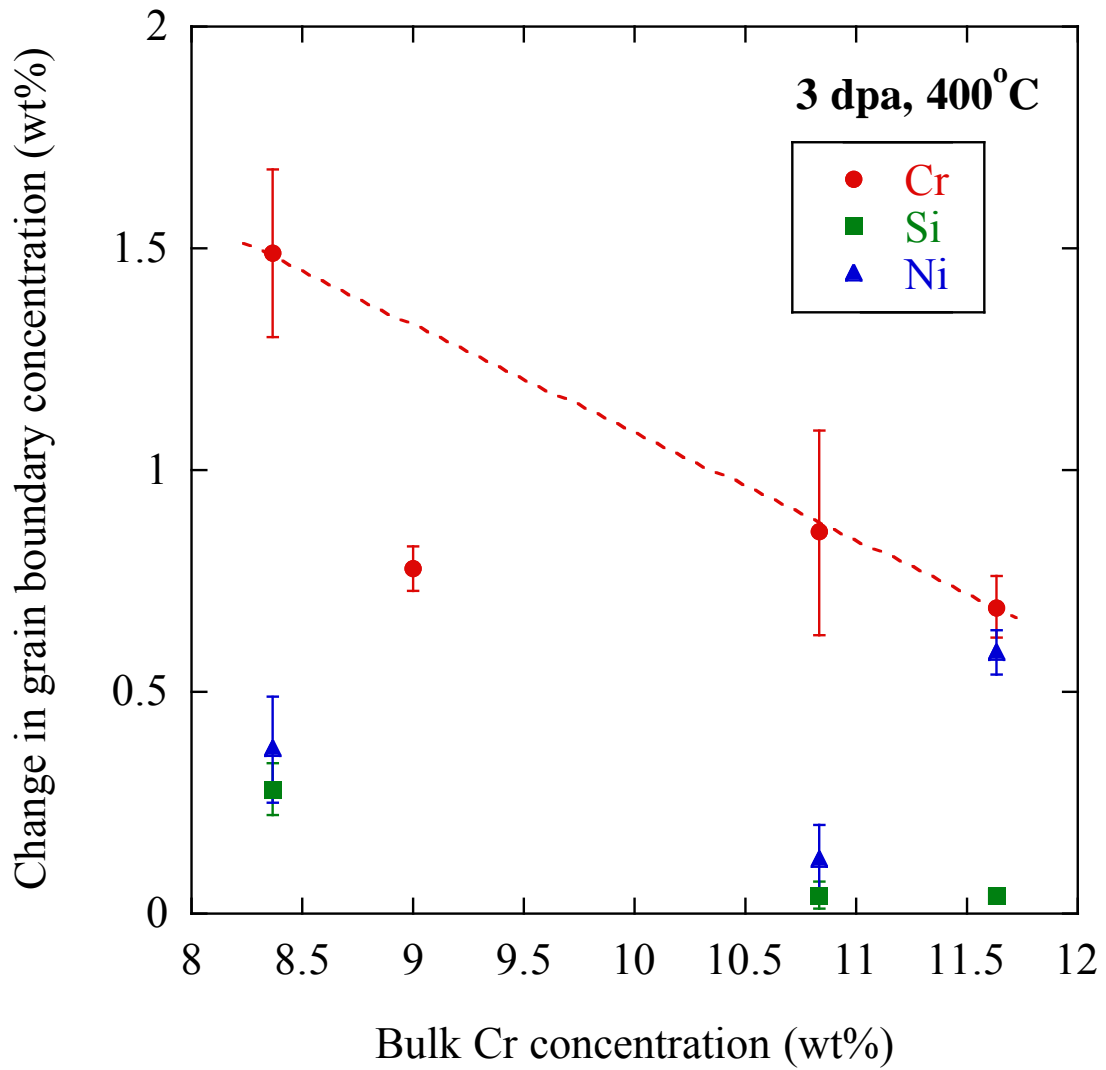 3 dpa, 400°C
Cr
Si
Ni
Change in grain boundary concentration (wt%)
2
1.5
1
0.5
0
8 8.5 9 9.5 10 10.5 11 11.5 12
Bulk Cr concentration (wt%)